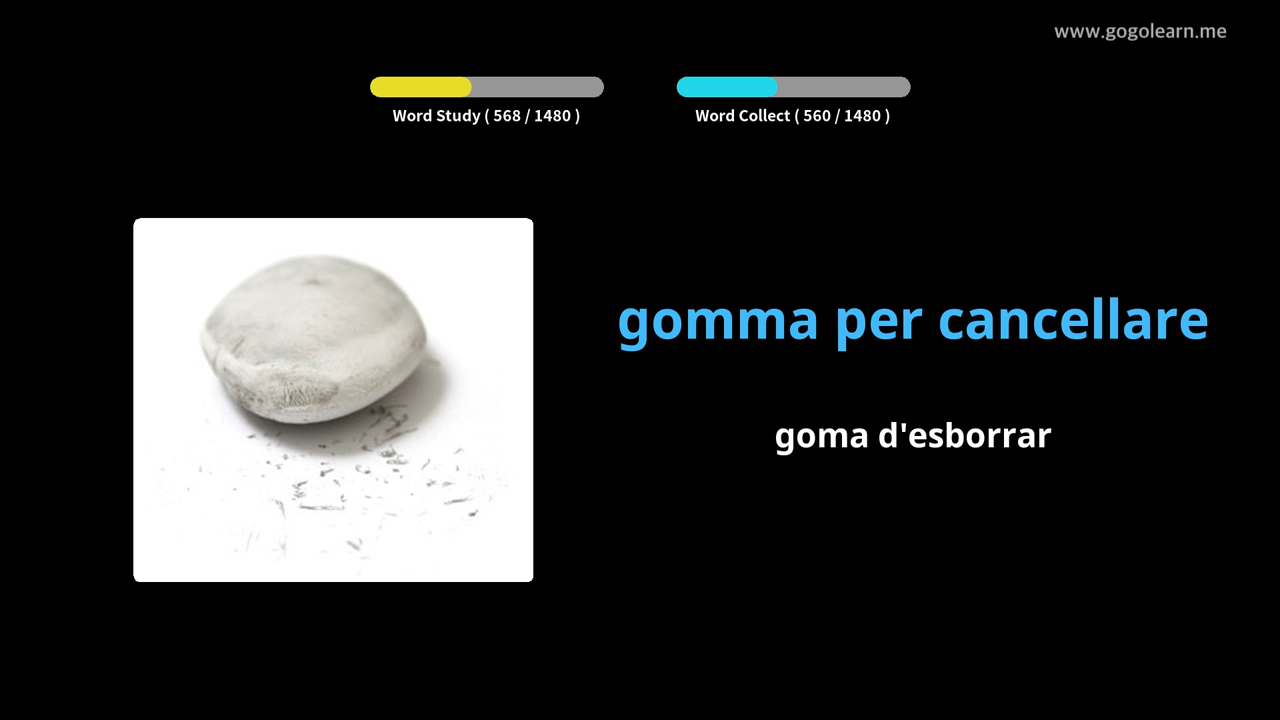 www.gogolearn.me
Word Study ( 568 / 1480 )
Word Collect ( 560 / 1480 )
gomma per cancellare
goma d'esborrar